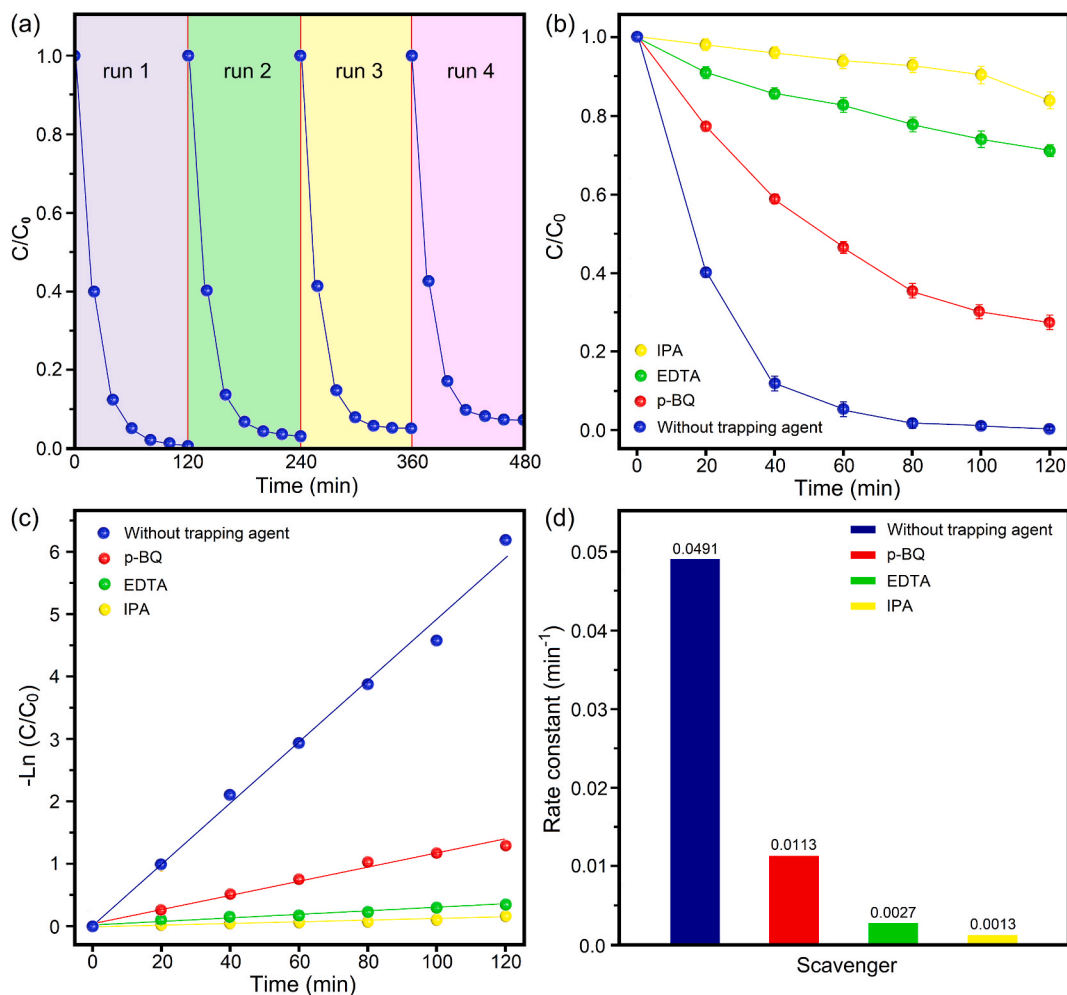 (a)
run 1 run 2 run 3 run 4
1.0
0.8
0.6
0.4
0.2
0.0
C/C₀
0 120 240 360 480
Time (min)
(b)
1.0
0.8
0.6
0.4
0.2
0.0
C/C₀
IPA
EDTA
p-BQ
Without trapping agent
0 20 40 60 80 100 120
Time (min)
(c)
Without trapping agent
p-BQ
EDTA
IPA
6
5
4
3
2
1
0
-Ln (C/C₀)
0 20 40 60 80 100 120
Time (min)
(d)
Without trapping agent
p-BQ
EDTA
IPA
0.05
0.04
0.03
0.02
0.01
0.0
Rate constant (min⁻¹)
0.0491
0.0113
0.0027
0.0013
Scavenger